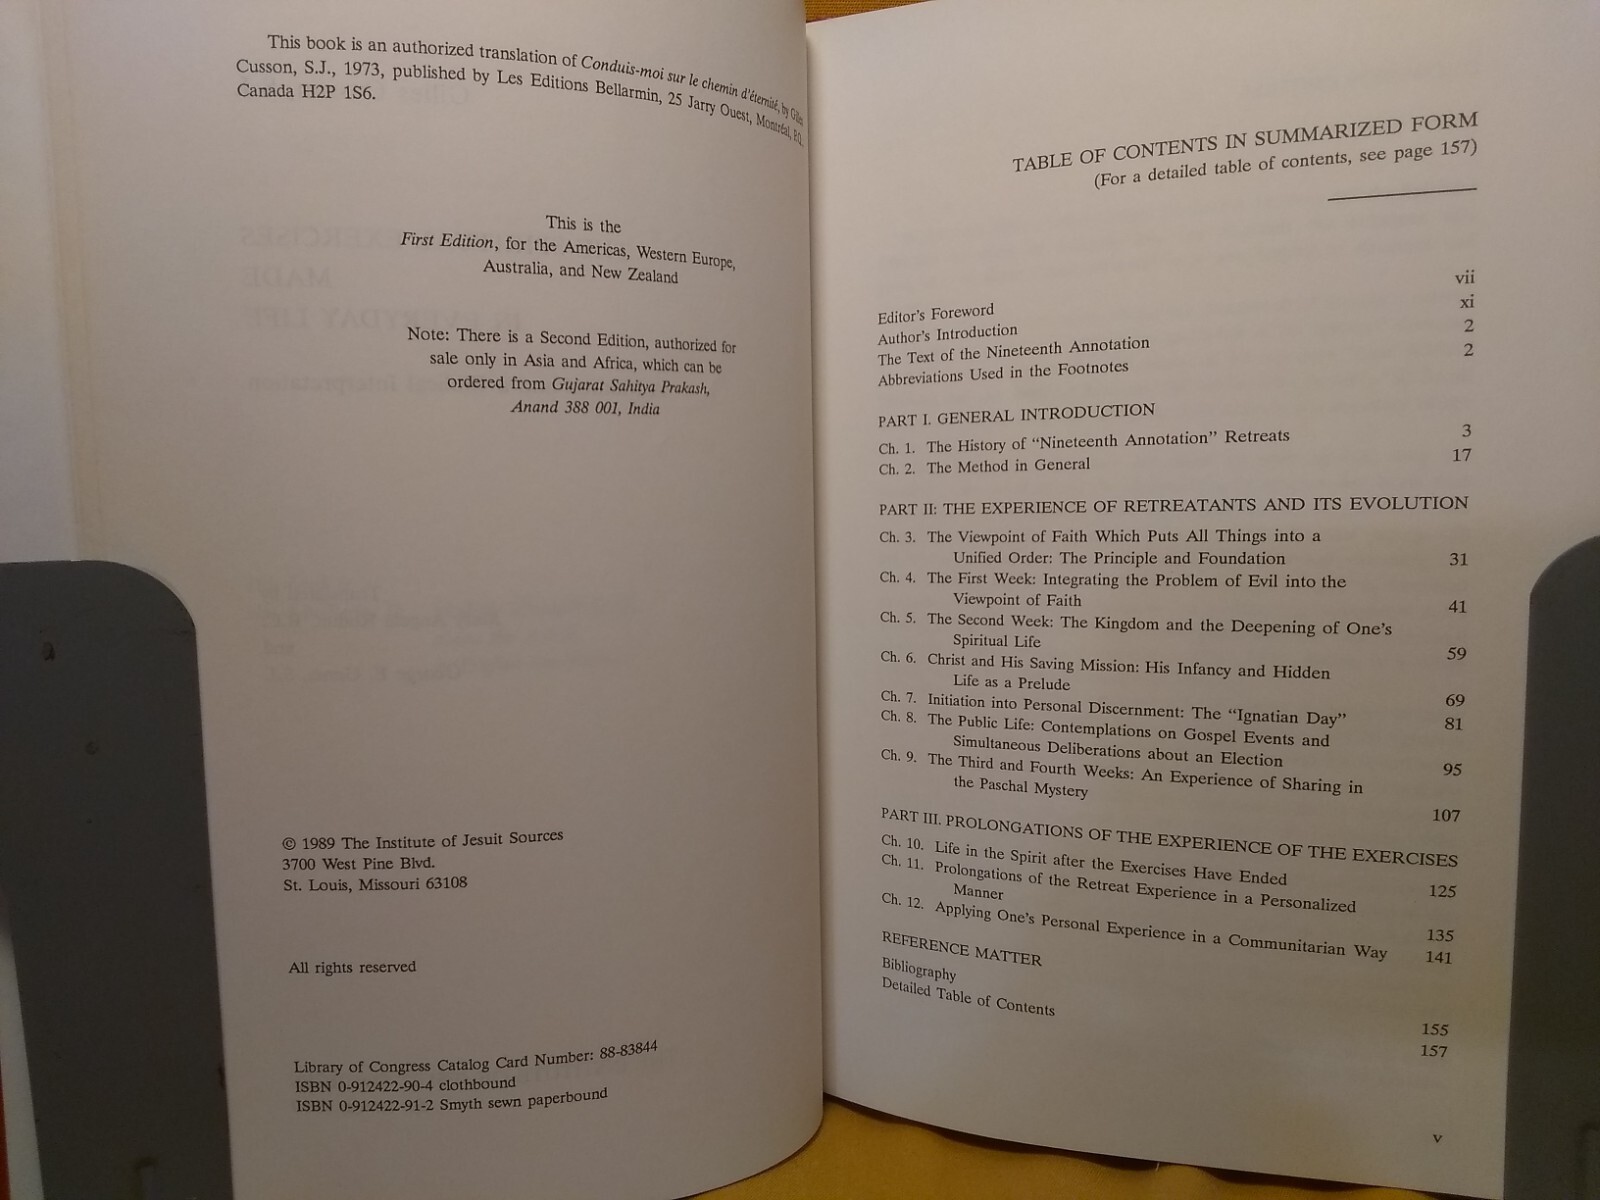 This book is an authorized translation of Conduis-moi sur le chemin d'éternité, by Gilles
Cusson, S.J., 1973, published by Les Editions Bellarmin, 25 Jarry Ouest, Montréal, P.Q.
Canada H2P 1S6.
This is the
First Edition, for the Americas, Western Europe,
Australia, and New Zealand
Note: There is a Second Edition, authorized for
sale only in Asia and Africa, which can be
ordered from Gujarat Sahitya Prakash,
Anand 388 001, India
© 1989 The Institute of Jesuit Sources
3700 West Pine Blvd.
St. Louis, Missouri 63108
All rights reserved
Library of Congress Catalog Card Number: 88-83844
ISBN 0-912422-90-4 clothbound
ISBN 0-912422-91-2 Smyth sewn paperbound
TABLE OF CONTENTS IN SUMMARIZED FORM
(For a detailed table of contents, see page 157)
Editor's Foreword vii
Author's Introduction xi
The Text of the Nineteenth Annotation 2
Abbreviations Used in the Footnotes 2
PART I. GENERAL INTRODUCTION
Ch. 1. The History of "Nineteenth Annotation" Retreats 3
Ch. 2. The Method in General 17
PART II: THE EXPERIENCE OF RETREATANTS AND ITS EVOLUTION
Ch. 3. The Viewpoint of Faith Which Puts All Things into a
Unified Order: The Principle and Foundation 31
Ch. 4. The First Week: Integrating the Problem of Evil into the
Viewpoint of Faith 41
Ch. 5. The Second Week: The Kingdom and the Deepening of One's
Spiritual Life 59
Ch. 6. Christ and His Saving Mission: His Infancy and Hidden
Life as a Prelude 69
Ch. 7. Initiation into Personal Discernment: The "Ignatian Day" 81
Ch. 8. The Public Life: Contemplations on Gospel Events and
Simultaneous Deliberations about an Election 95
Ch. 9. The Third and Fourth Weeks: An Experience of Sharing in
the Paschal Mystery 107
PART III. PROLONGATIONS OF THE EXPERIENCE OF THE EXERCISES
Ch. 10. Life in the Spirit after the Exercises Have Ended 125
Ch. 11. Prolongations of the Retreat Experience in a Personalized
Manner 135
Ch. 12. Applying One's Personal Experience in a Communitarian Way 141
REFERENCE MATTER
Bibliography 155
Detailed Table of Contents 157
v